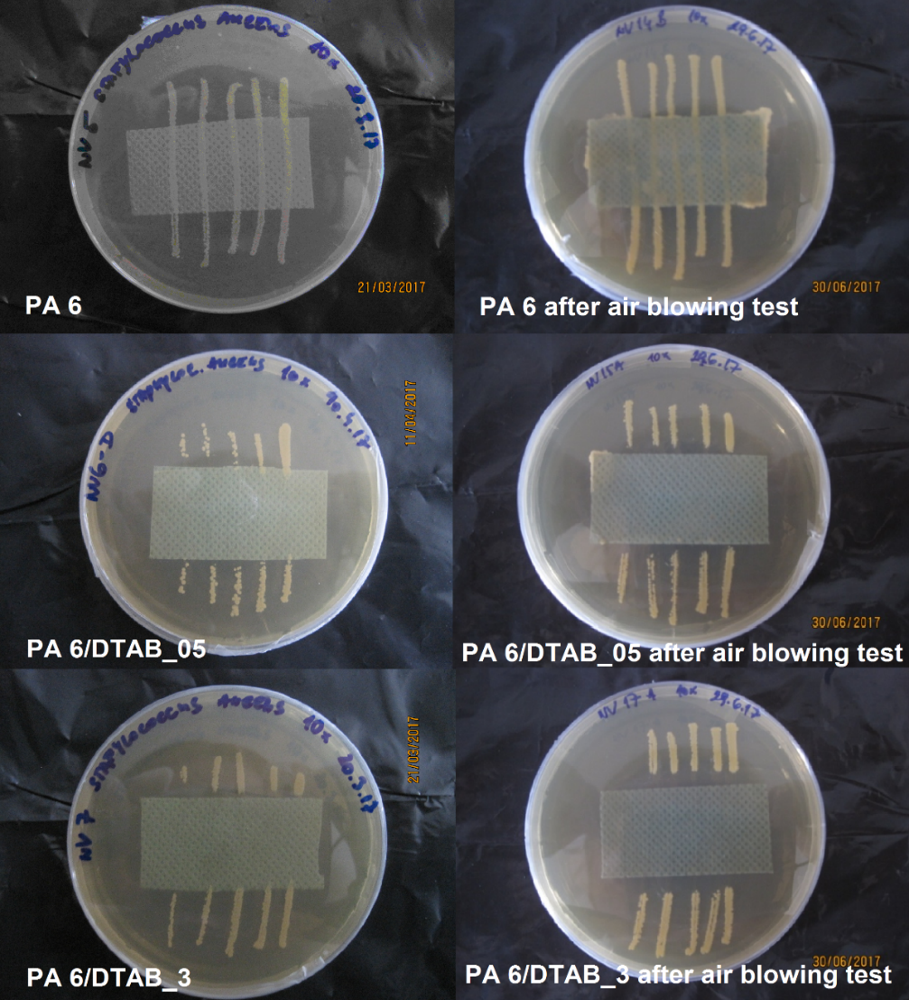 NV 5 STAPYLOCOCCUS AUREUS 10x 20.3.17
21/03/2017
PA 6
NV 14 B 10x 29.6.17
30/06/2017
PA 6 after air blowing test
NV6-D STAPHYLOC. AUREUS 10x 10.4.17
11/04/2017
PA 6/DTAB_05
NV 15A 10x 29.6.17
30/06/2017
PA 6/DTAB_05 after air blowing test
NV 7 STAPYLOCOCCUS AUREUS 10x 20.3.17
21/03/2017
PA 6/DTAB_3
NV 17 A 10x 29.6.17
30/06/2017
PA 6/DTAB_3 after air blowing test